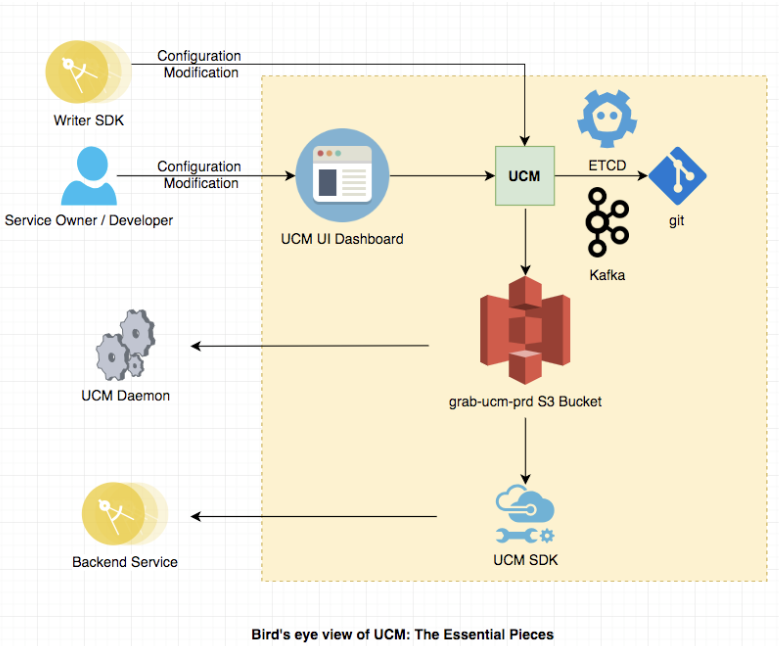 Configuration
Modification
Writer SDK
Configuration
Modification
Service Owner / Developer
UCM UI Dashboard
UCM
ETCD
git
Kafka
grab-ucm-prd S3 Bucket
UCM Daemon
UCM SDK
Backend Service
Bird's eye view of UCM: The Essential Pieces